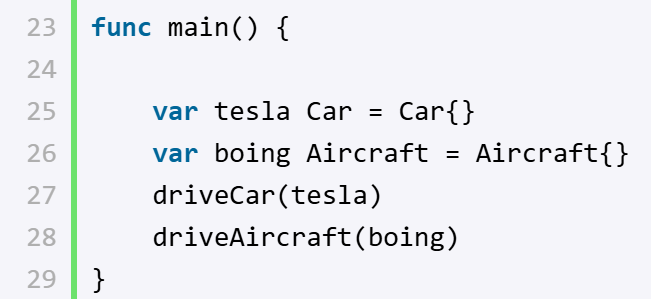 23 func main() {
24
25     var tesla Car = Car{}
26     var boing Aircraft = Aircraft{}
27     driveCar(tesla)
28     driveAircraft(boing)
29 }